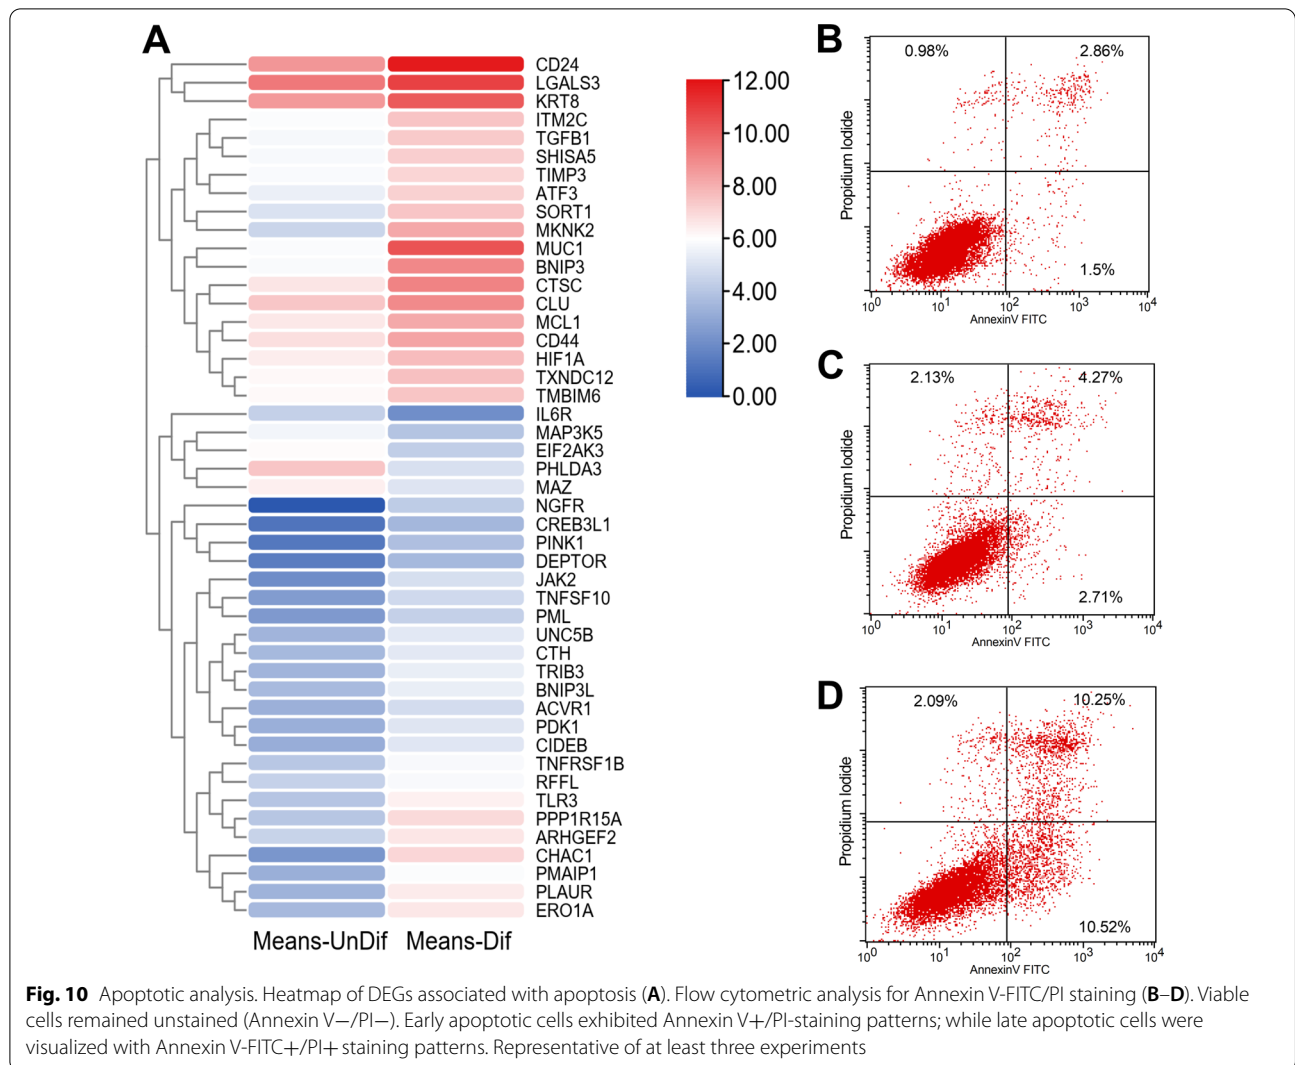 A
CD24
LGALS3
KRT8
ITM2C
TGFB1
SHISA5
TIMP3
ATF3
SORT1
MKNK2
MUC1
BNIP3
CTSC
CLU
MCL1
CD44
HIF1A
TXNDC12
TMBIM6
IL6R
MAP3K5
EIF2AK3
PHLDA3
MAZ
NGFR
CREB3L1
PINK1
DEPTOR
JAK2
TNFSF10
PML
UNC5B
CTH
TRIB3
BNIP3L
ACVR1
PDK1
CIDEB
TNFRSF1B
RFFL
TLR3
PPP1R15A
ARHGEF2
CHAC1
PMAIP1
PLAUR
ERO1A
Means-UnDif Means-Dif
12.00
10.00
8.00
6.00
4.00
2.00
0.00
B
0.98% 2.86%
Propidium Iodide
1.5%
10⁰ 10¹ 10² 10³ 10⁴
AnnexinV FITC
C
2.13% 4.27%
Propidium Iodide
2.71%
10⁰ 10¹ 10² 10³ 10⁴
AnnexinV FITC
D
2.09% 10.25%
Propidium Iodide
10.52%
10⁰ 10¹ 10² 10³ 10⁴
AnnexinV FITC
Fig. 10 Apoptotic analysis. Heatmap of DEGs associated with apoptosis (A). Flow cytometric analysis for Annexin V-FITC/PI staining (B–D). Viable
cells remained unstained (Annexin V−/PI−). Early apoptotic cells exhibited Annexin V+/PI-staining patterns; while late apoptotic cells were
visualized with Annexin V-FITC+/PI+ staining patterns. Representative of at least three experiments